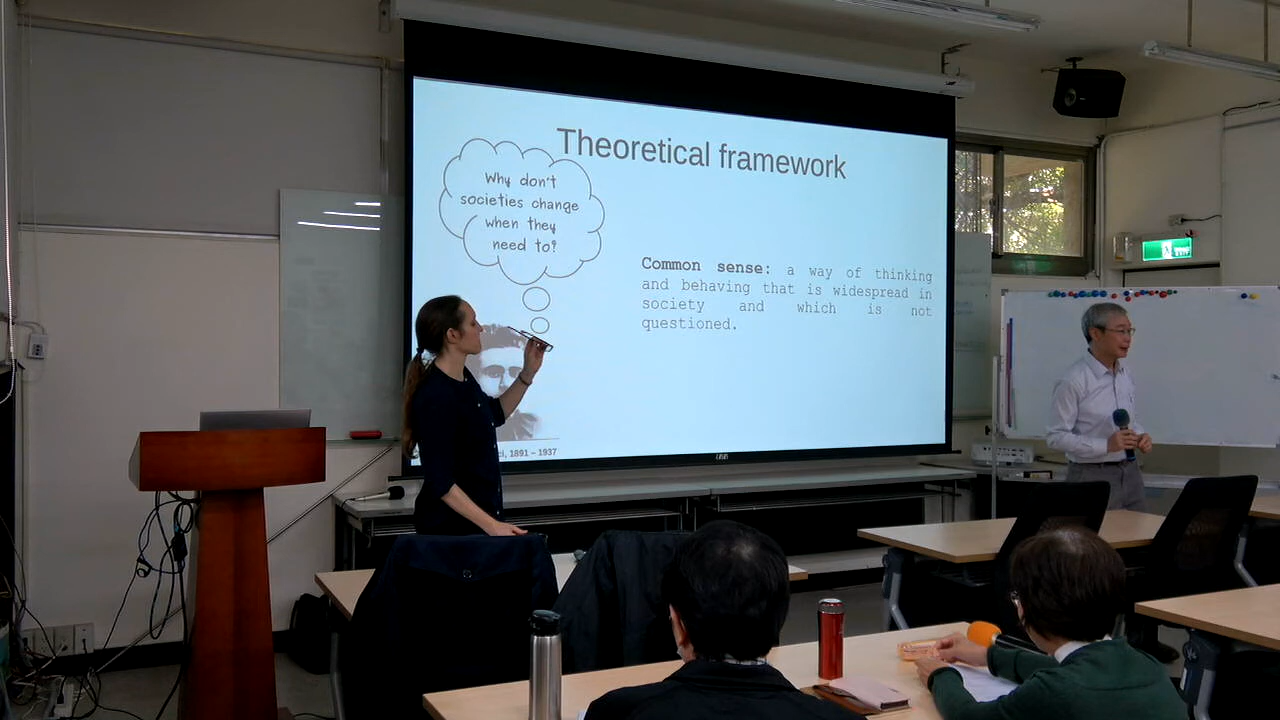 Theoretical framework
Why don't
societies change
when they
need to?
Common sense: a way of thinking
and behaving that is widespread in
society and which is not
questioned.
1891 – 1937